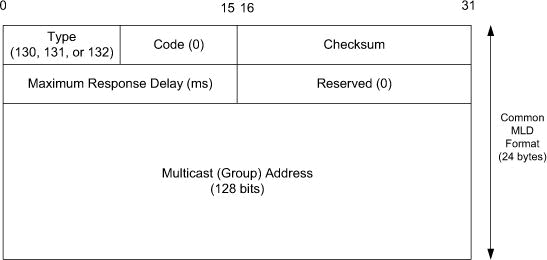 0 15 16 31
Type
(130, 131, or 132)
Code (0)
Checksum
Maximum Response Delay (ms)
Reserved (0)
Multicast (Group) Address
(128 bits)
Common
MLD
Format
(24 bytes)